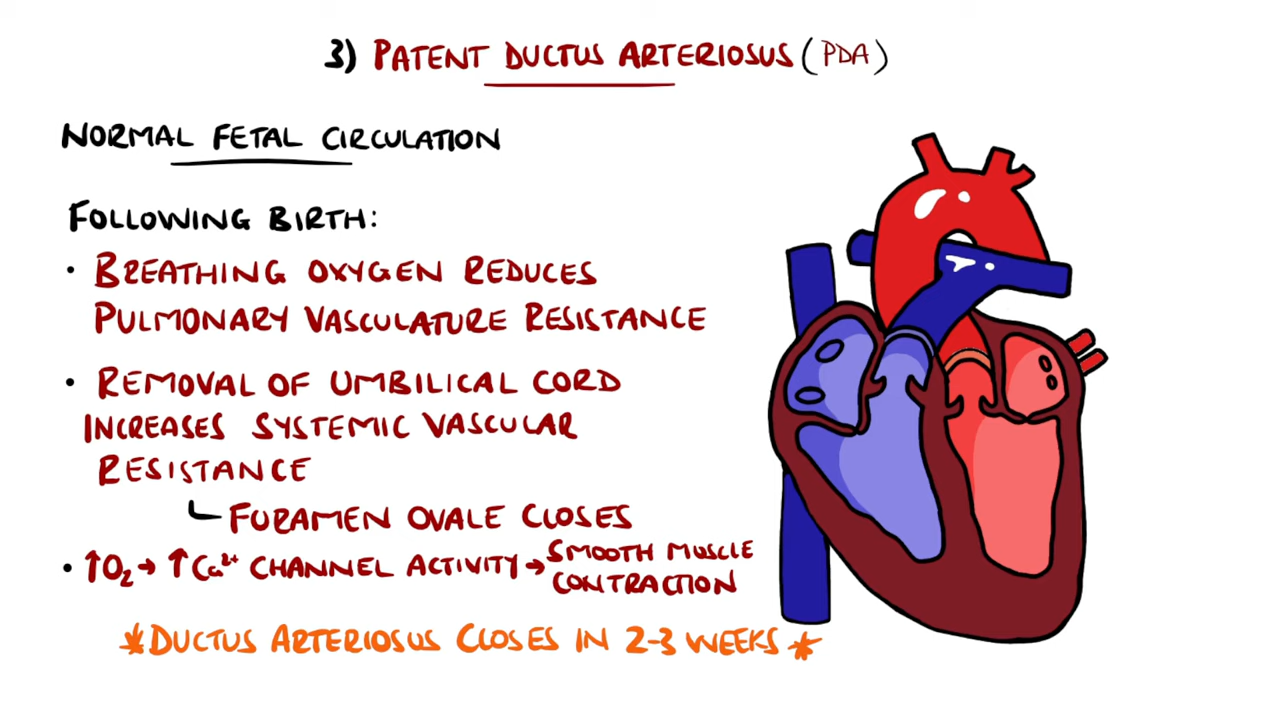 3) PATENT DUCTUS ARTERIOSUS (PDA)
NORMAL FETAL CIRCULATION
FOLLOWING BIRTH:
• BREATHING OXYGEN REDUCES
PULMONARY VASCULATURE RESISTANCE
• REMOVAL OF UMBILICAL CORD
INCREASES SYSTEMIC VASCULAR
RESISTANCE
FURAMEN OVALE CLOSES
• ↑O₂ → ↑Ca²⁺ CHANNEL ACTIVITY → SMOOTH MUSCLE
CONTRACTION
*DUCTUS ARTERIOSUS CLOSES IN 2-3 WEEKS*